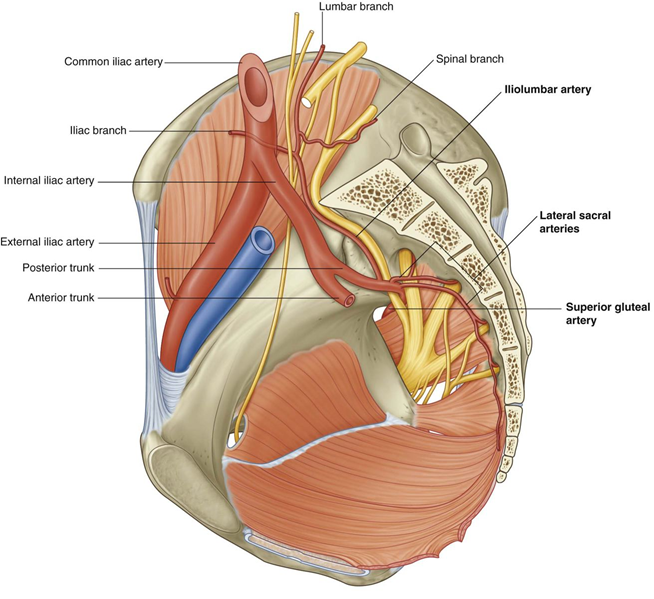 Lumbar branch
Common iliac artery
Spinal branch
Iliolumbar artery
Iliac branch
Internal iliac artery
Lateral sacral
arteries
External iliac artery
Posterior trunk
Anterior trunk
Superior gluteal
artery